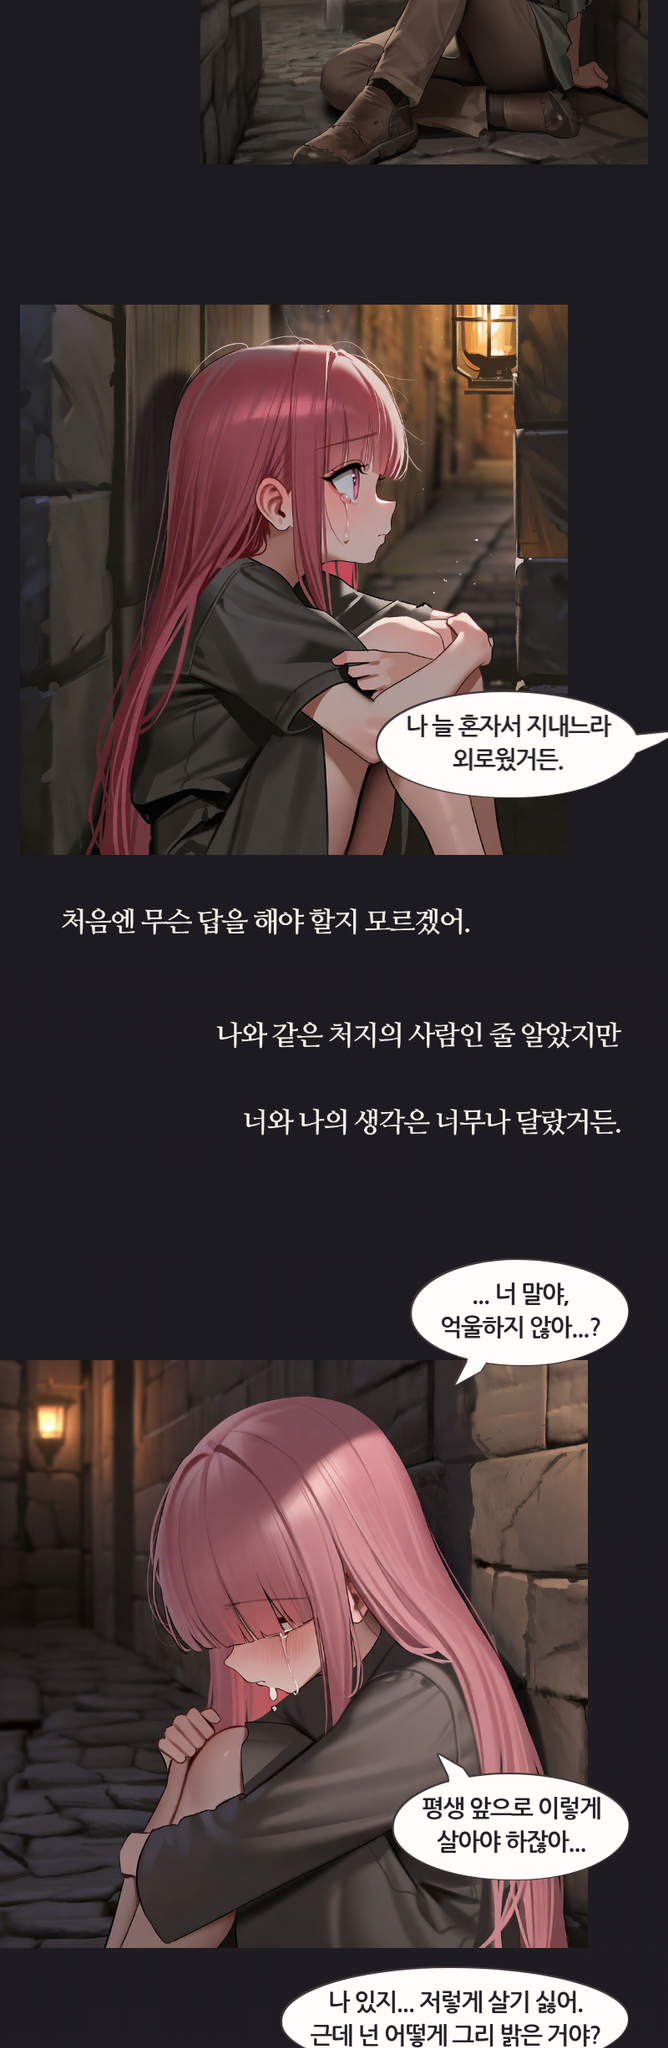 나 늘 혼자서 지내느라
외로웠거든.
처음엔 무슨 답을 해야 할지 모르겠어.
나와 같은 처지의 사람인 줄 알았지만
너와 나의 생각은 너무나 달랐거든.
... 너 말야,
억울하지 않아...?
평생 앞으로 이렇게
살아야 하잖아...
나 있지... 저렇게 살기 싫어.
근데 넌 어떻게 그리 밝은 거야?